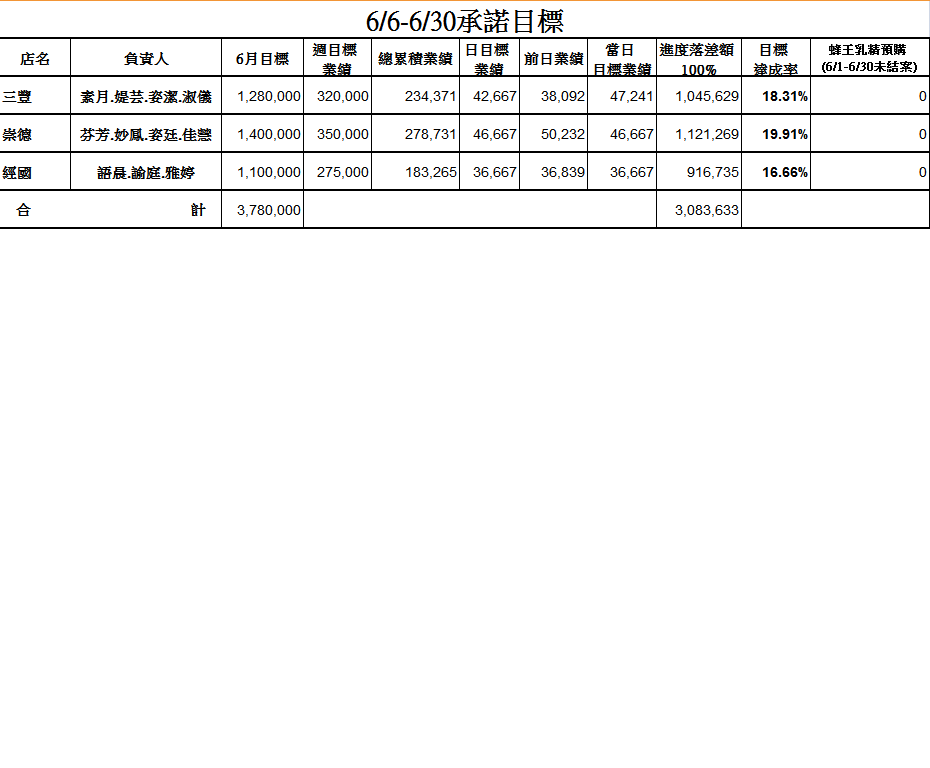 6/6-6/30承諾目標
店名 負責人 6月目標 週目標業績 總累積業績 日目標業績 前日業績 當日目標業績 進度落差額100% 目標達成率 蜂王乳精預購(6/1-6/30未結案)
三豐 素月.媞芸.姿潔.淑儀 1,280,000 320,000 234,371 42,667 38,092 47,241 1,045,629 18.31% 0
崇德 芬芳.妙鳳.姿廷.佳慧 1,400,000 350,000 278,731 46,667 50,232 46,667 1,121,269 19.91% 0
經國 語晨.諭庭.雅婷 1,100,000 275,000 183,265 36,667 36,839 36,667 916,735 16.66% 0
合計 3,780,000 3,083,633